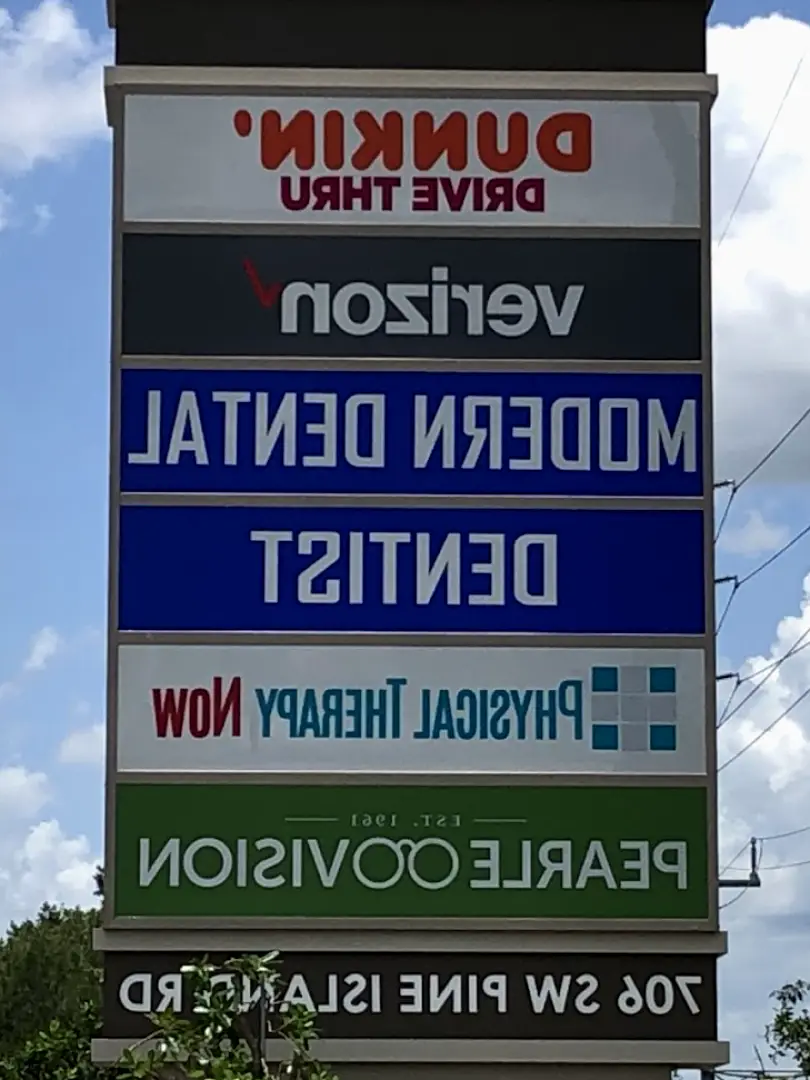 DUNKIN'
DRIVE THRU
verizon
MODERN DENTAL
DENTIST
PHYSICAL THERAPY NOW
EST. 1961
PEARLE VISION
706 SW PINE ISLAND RD